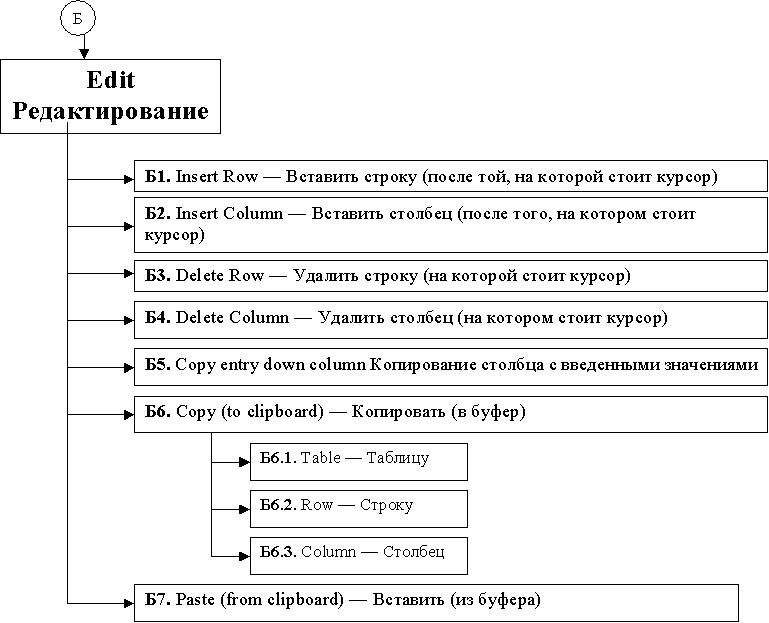 Б
Edit
Редактирование
Б1. Insert Row — Вставить строку (после той, на которой стоит курсор)
Б2. Insert Column — Вставить столбец (после того, на котором стоит
курсор)
Б3. Delete Row — Удалить строку (на которой стоит курсор)
Б4. Delete Column — Удалить столбец (на котором стоит курсор)
Б5. Copy entry down column Копирование столбца с введенными значениями
Б6. Copy (to clipboard) — Копировать (в буфер)
Б6.1. Table — Таблицу
Б6.2. Row — Строку
Б6.3. Column — Столбец
Б7. Paste (from clipboard) — Вставить (из буфера)